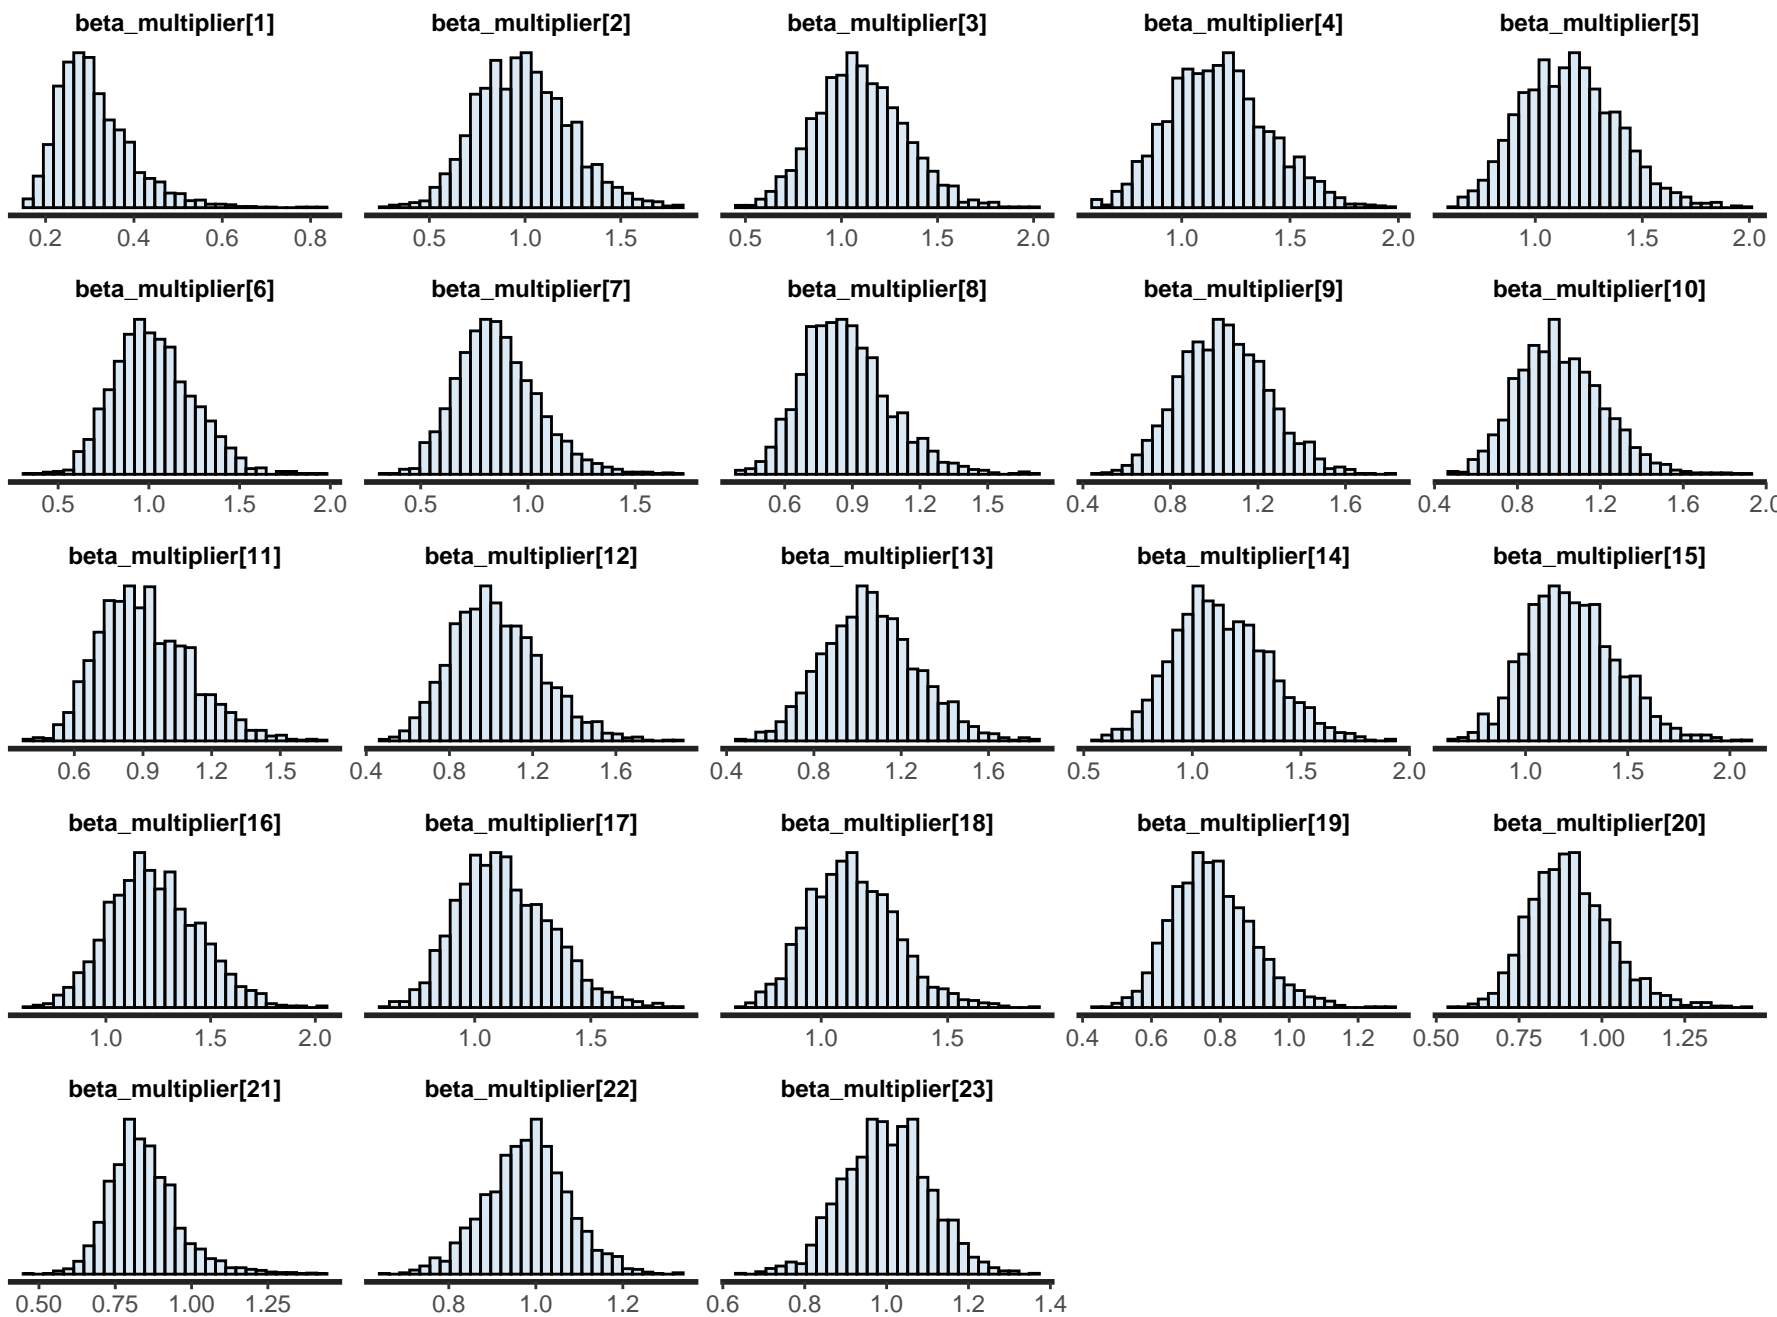 beta_multiplier[1] beta_multiplier[2] beta_multiplier[3] beta_multiplier[4] beta_multiplier[5]
0.2 0.4 0.6 0.8 0.5 1.0 1.5 0.5 1.0 1.5 2.0 1.0 1.5 2.0 1.0 1.5 2.0
beta_multiplier[6] beta_multiplier[7] beta_multiplier[8] beta_multiplier[9] beta_multiplier[10]
0.5 1.0 1.5 2.0 0.5 1.0 1.5 0.6 0.9 1.2 1.5 0.4 0.8 1.2 1.6 0.4 0.8 1.2 1.6 2.0
beta_multiplier[11] beta_multiplier[12] beta_multiplier[13] beta_multiplier[14] beta_multiplier[15]
0.6 0.9 1.2 1.5 0.4 0.8 1.2 1.6 0.4 0.8 1.2 1.6 0.5 1.0 1.5 2.0 1.0 1.5 2.0
beta_multiplier[16] beta_multiplier[17] beta_multiplier[18] beta_multiplier[19] beta_multiplier[20]
1.0 1.5 2.0 1.0 1.5 1.0 1.5 0.4 0.6 0.8 1.0 1.2 0.50 0.75 1.00 1.25
beta_multiplier[21] beta_multiplier[22] beta_multiplier[23]
0.50 0.75 1.00 1.25 0.8 1.0 1.2 0.6 0.8 1.0 1.2 1.4